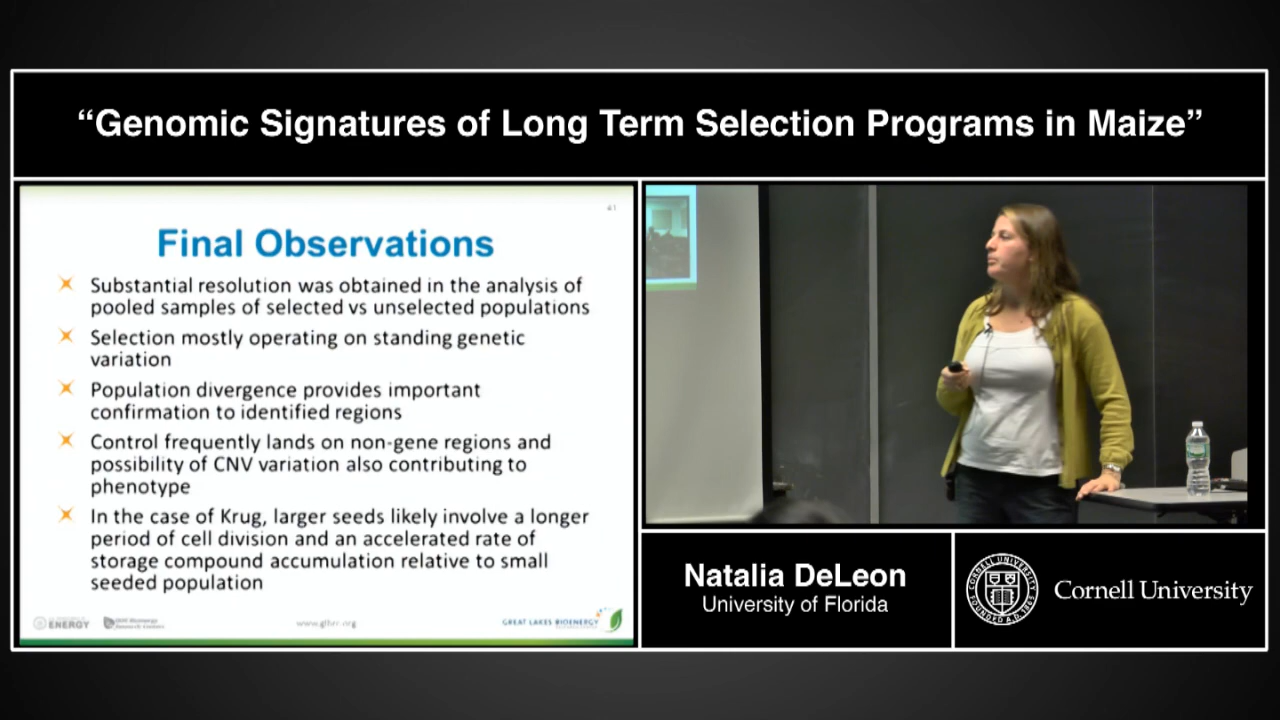 “Genomic Signatures of Long Term Selection Programs in Maize”
41
Final Observations
Substantial resolution was obtained in the analysis of
pooled samples of selected vs unselected populations
Selection mostly operating on standing genetic
variation
Population divergence provides important
confirmation to identified regions
Control frequently lands on non-gene regions and
possibility of CNV variation also contributing to
phenotype
In the case of Krug, larger seeds likely involve a longer
period of cell division and an accelerated rate of
storage compound accumulation relative to small
seeded population
ENERGY
www.glbrc.org
GREAT LAKES BIOENERGY
Natalia DeLeon
University of Florida
CORNELL UNIVERSITY
FOUNDED A.D. 1865
Cornell University